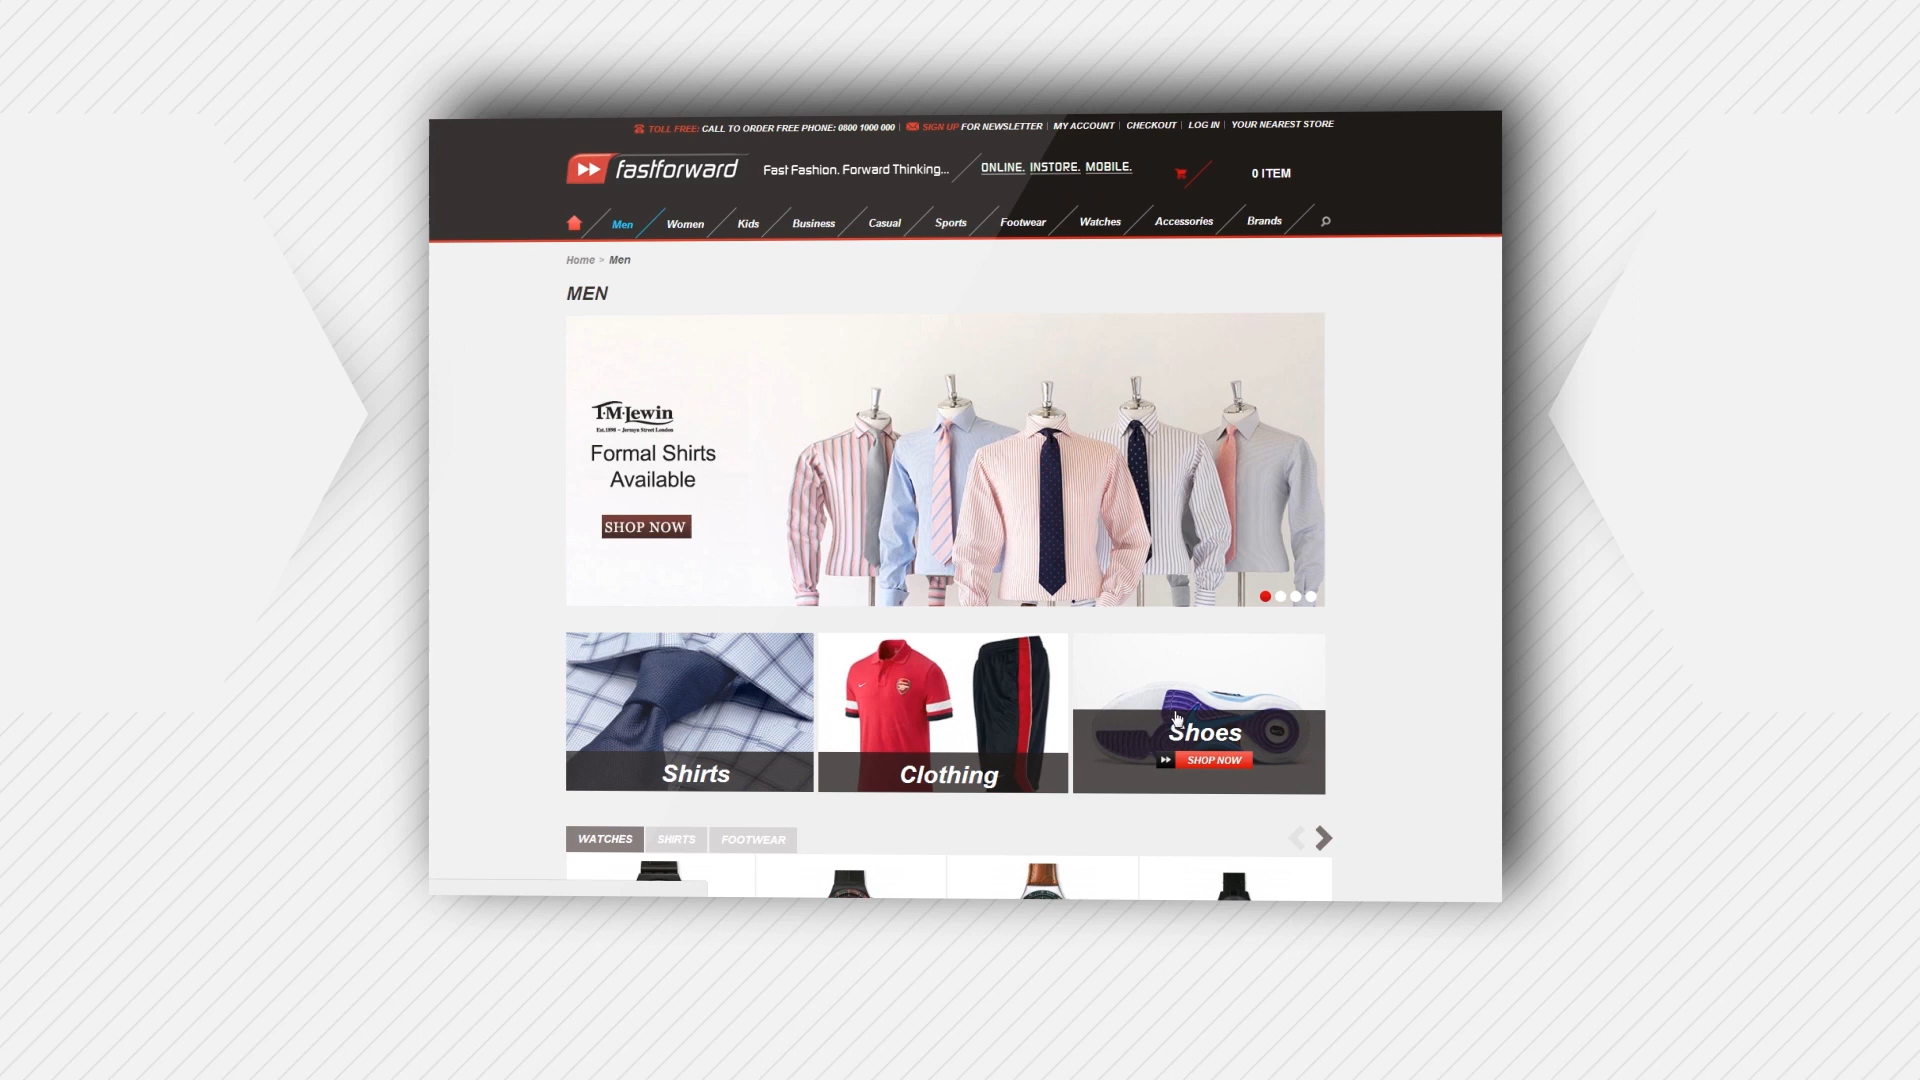 TOLL FREE: CALL TO ORDER FREE PHONE: 0800 1000 000 | SIGN UP FOR NEWSLETTER | MY ACCOUNT | CHECKOUT | LOG IN | YOUR NEAREST STORE
fastforward Fast Fashion. Forward Thinking... ONLINE. INSTORE. MOBILE. 0 ITEM
Men Women Kids Business Casual Sports Footwear Watches Accessories Brands
Home > Men
MEN
T·M·Lewin
Est.1898 ~ Jermyn Street London
Formal Shirts
Available
SHOP NOW
Shirts Clothing Shoes
SHOP NOW
WATCHES SHIRTS FOOTWEAR